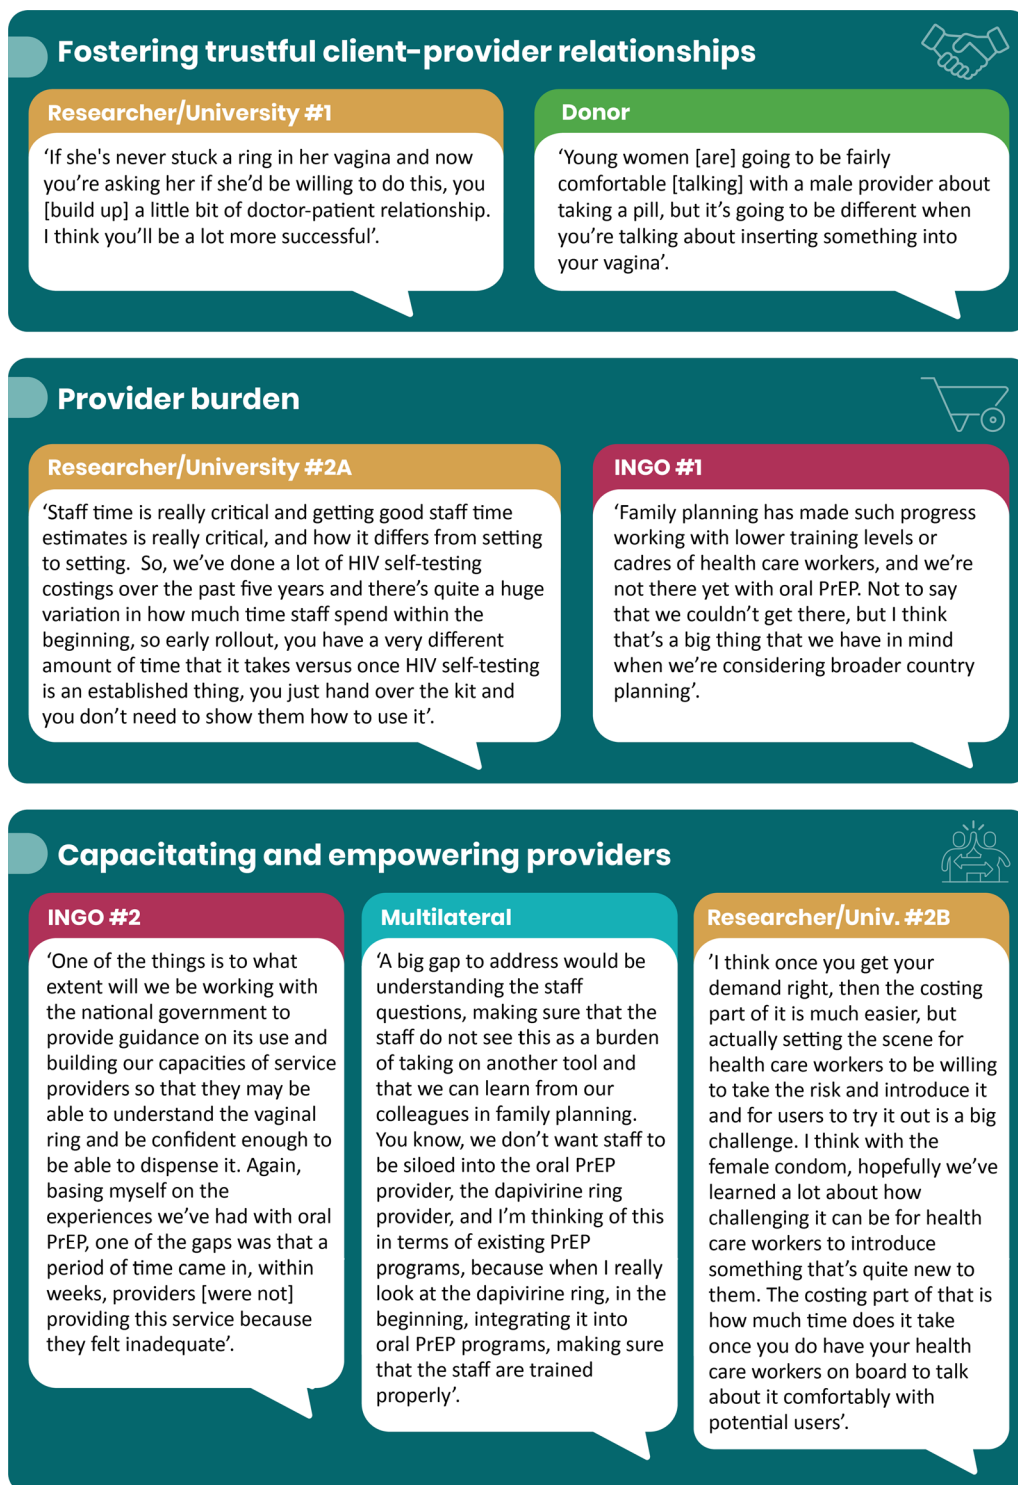 Fostering trustful client-provider relationships
Researcher/University #1
‘If she's never stuck a ring in her vagina and now
you’re asking her if she’d be willing to do this, you
[build up] a little bit of doctor-patient relationship.
I think you’ll be a lot more successful’.
Donor
‘Young women [are] going to be fairly
comfortable [talking] with a male provider about
taking a pill, but it’s going to be different when
you’re talking about inserting something into
your vagina’.
Provider burden
Researcher/University #2A
‘Staff time is really critical and getting good staff time
estimates is really critical, and how it differs from setting
to setting.  So, we’ve done a lot of HIV self-testing
costings over the past five years and there’s quite a huge
variation in how much time staff spend within the
beginning, so early rollout, you have a very different
amount of time that it takes versus once HIV self-testing
is an established thing, you just hand over the kit and
you don’t need to show them how to use it’.
INGO #1
‘Family planning has made such progress
working with lower training levels or
cadres of health care workers, and we’re
not there yet with oral PrEP. Not to say
that we couldn’t get there, but I think
that’s a big thing that we have in mind
when we’re considering broader country
planning’.
Capacitating and empowering providers
INGO #2
‘One of the things is to what
extent will we be working with
the national government to
provide guidance on its use and
building our capacities of service
providers so that they may be
able to understand the vaginal
ring and be confident enough to
be able to dispense it. Again,
basing myself on the
experiences we’ve had with oral
PrEP, one of the gaps was that a
period of time came in, within
weeks, providers [were not]
providing this service because
they felt inadequate’.
Multilateral
‘A big gap to address would be
understanding the staff
questions, making sure that the
staff do not see this as a burden
of taking on another tool and
that we can learn from our
colleagues in family planning.
You know, we don’t want staff to
be siloed into the oral PrEP
provider, the dapivirine ring
provider, and I’m thinking of this
in terms of existing PrEP
programs, because when I really
look at the dapivirine ring, in the
beginning, integrating it into
oral PrEP programs, making sure
that the staff are trained
properly’.
Researcher/Univ. #2B
’I think once you get your
demand right, then the costing
part of it is much easier, but
actually setting the scene for
health care workers to be willing
to take the risk and introduce it
and for users to try it out is a big
challenge. I think with the
female condom, hopefully we’ve
learned a lot about how
challenging it can be for health
care workers to introduce
something that’s quite new to
them. The costing part of that is
how much time does it take
once you do have your health
care workers on board to talk
about it comfortably with
potential users’.